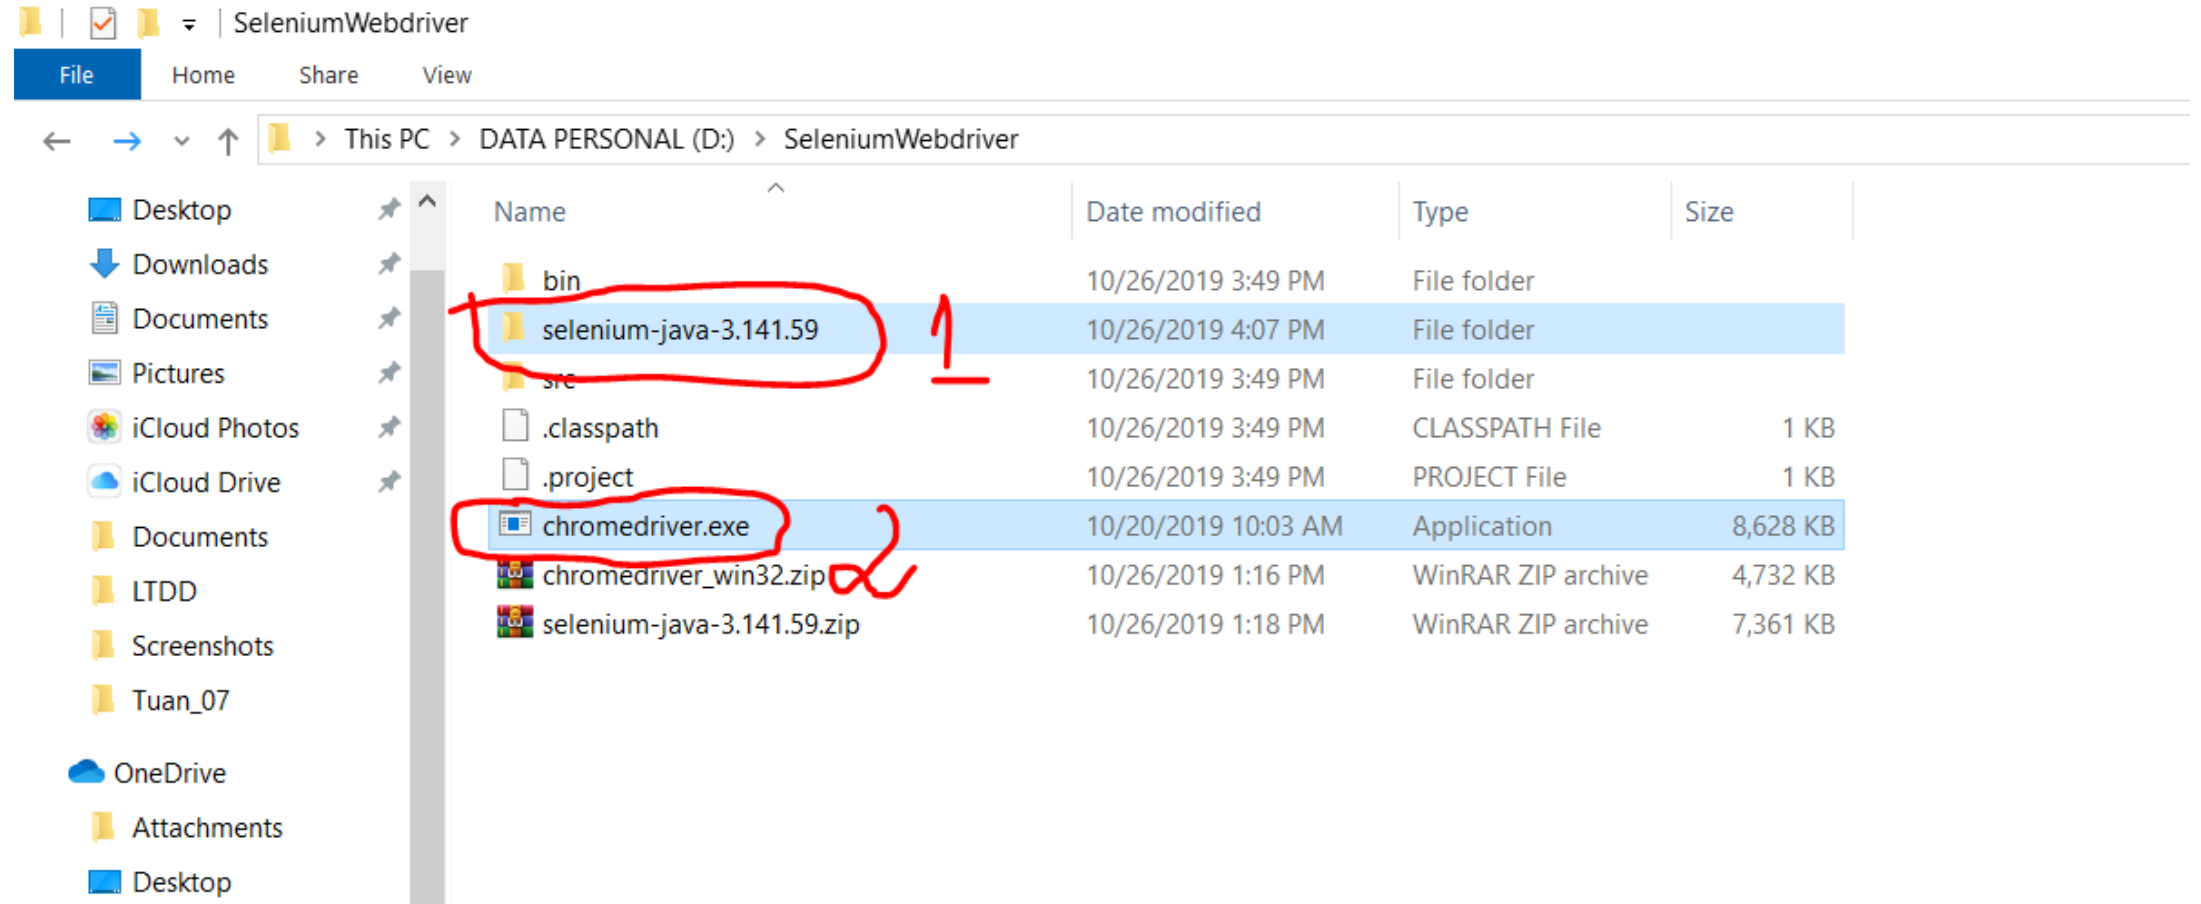 SeleniumWebdriver
File Home Share View
This PC > DATA PERSONAL (D:) > SeleniumWebdriver
Name Date modified Type Size
Desktop
Downloads
Documents
Pictures
iCloud Photos
iCloud Drive
Documents
LTDD
Screenshots
Tuan_07
OneDrive
Attachments
Desktop
bin 10/26/2019 3:49 PM File folder
selenium-java-3.141.59 10/26/2019 4:07 PM File folder
1
src 10/26/2019 3:49 PM File folder
.classpath 10/26/2019 3:49 PM CLASSPATH File 1 KB
.project 10/26/2019 3:49 PM PROJECT File 1 KB
chromedriver.exe 10/20/2019 10:03 AM Application 8,628 KB
2
chromedriver_win32.zip 10/26/2019 1:16 PM WinRAR ZIP archive 4,732 KB
selenium-java-3.141.59.zip 10/26/2019 1:18 PM WinRAR ZIP archive 7,361 KB